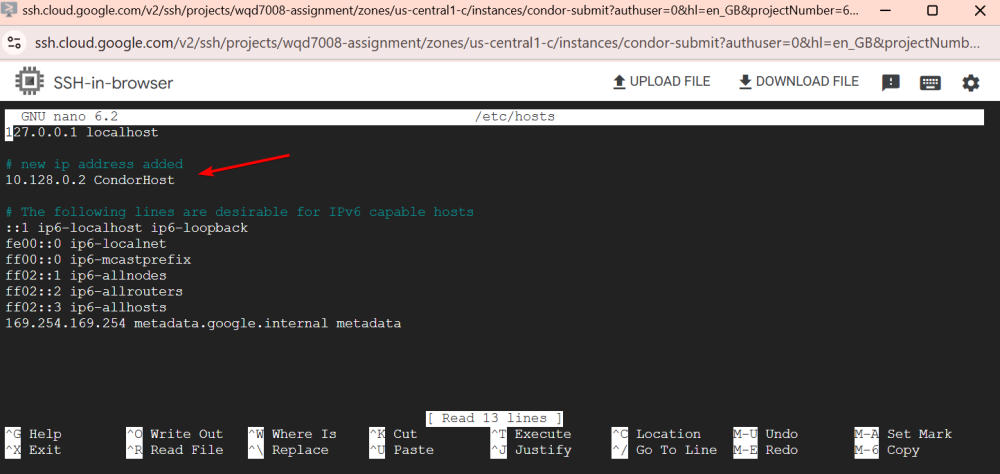 ssh.cloud.google.com/v2/ssh/projects/wqd7008-assignment/zones/us-central1-c/instances/condor-submit?authuser=0&hl=en_GB&projectNumber=6...
ssh.cloud.google.com/v2/ssh/projects/wqd7008-assignment/zones/us-central1-c/instances/condor-submit?authuser=0&hl=en_GB&projectNumb...
SSH-in-browser UPLOAD FILE DOWNLOAD FILE
GNU nano 6.2 /etc/hosts
127.0.0.1 localhost
# new ip address added
10.128.0.2 CondorHost
# The following lines are desirable for IPv6 capable hosts
::1 ip6-localhost ip6-loopback
fe00::0 ip6-localnet
ff00::0 ip6-mcastprefix
ff02::1 ip6-allnodes
ff02::2 ip6-allrouters
ff02::3 ip6-allhosts
169.254.169.254 metadata.google.internal metadata
[ Read 13 lines ]
^G Help ^O Write Out ^W Where Is ^K Cut ^T Execute ^C Location M-U Undo M-A Set Mark
^X Exit ^R Read File ^\ Replace ^U Paste ^J Justify ^/ Go To Line M-E Redo M-6 Copy